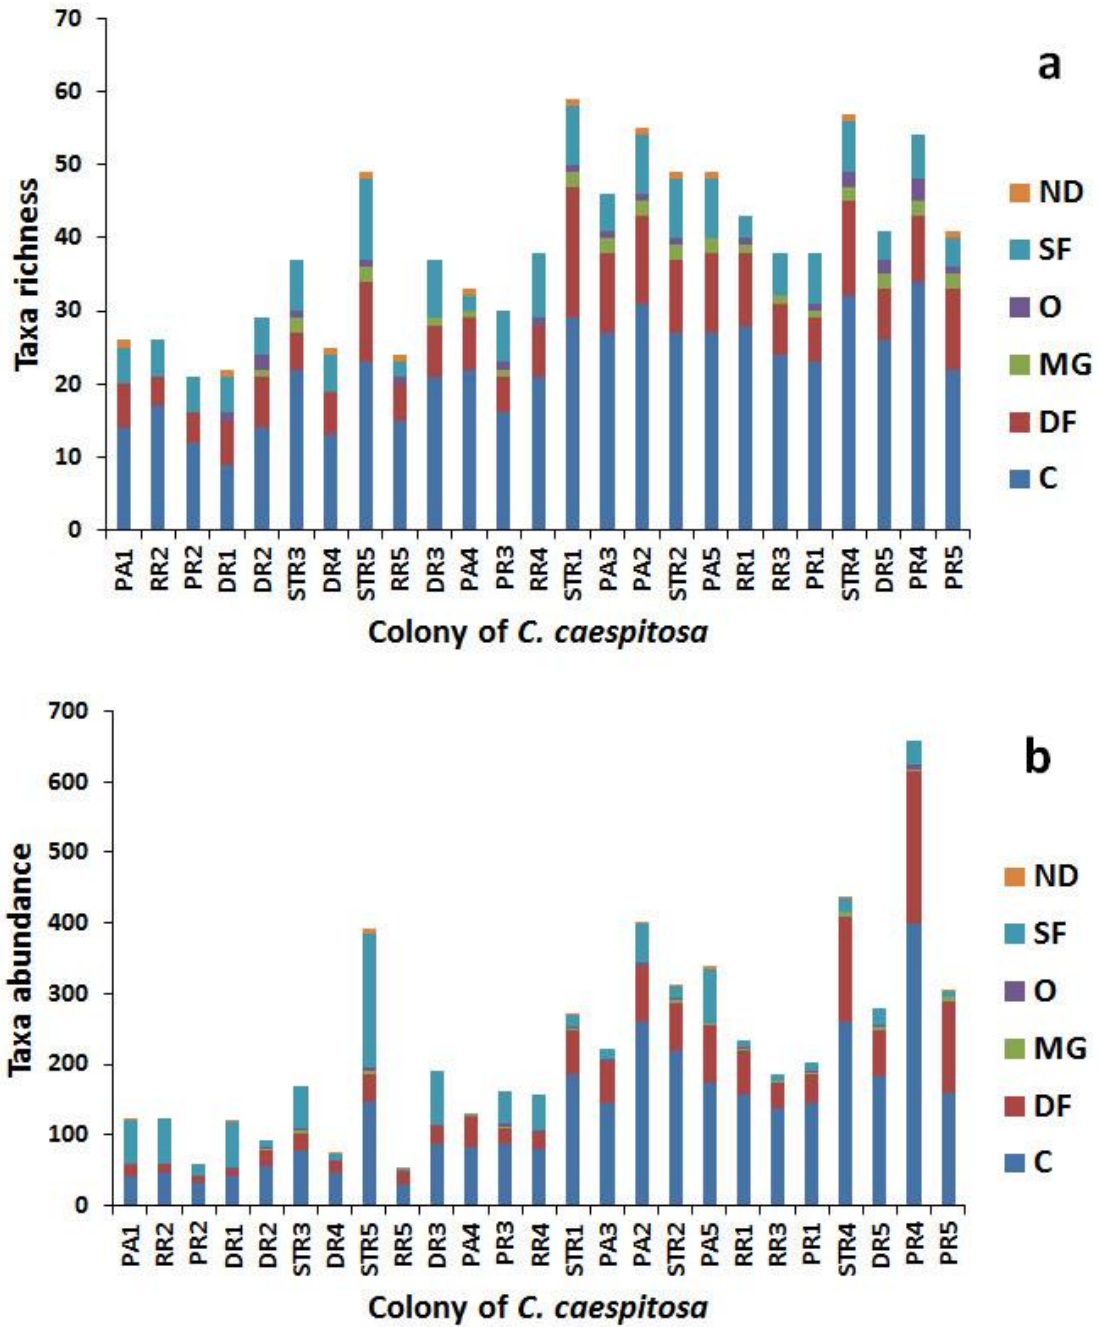 a
Taxa richness
70
60
50
40
30
20
10
0
ND
SF
O
MG
DF
C
PA1 RR2 PR2 DR1 DR2 STR3 DR4 STR5 RR5 DR3 PA4 PR3 RR4 STR1 PA3 PA2 STR2 PA5 RR1 RR3 PR1 STR4 DR5 PR4 PR5
Colony of C. caespitosa
b
Taxa abundance
700
600
500
400
300
200
100
0
ND
SF
O
MG
DF
C
PA1 RR2 PR2 DR1 DR2 STR3 DR4 STR5 RR5 DR3 PA4 PR3 RR4 STR1 PA3 PA2 STR2 PA5 RR1 RR3 PR1 STR4 DR5 PR4 PR5
Colony of C. caespitosa